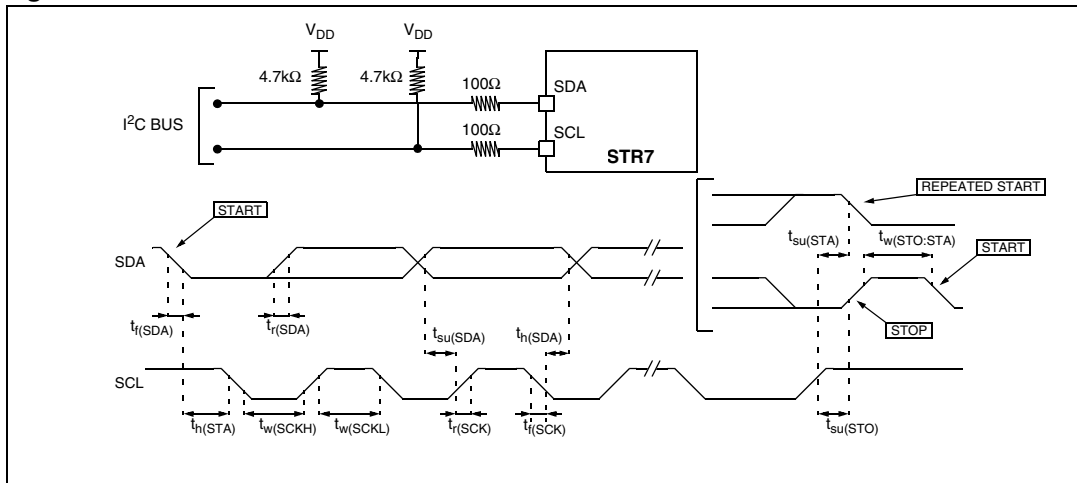 V_DD V_DD
4.7kΩ 4.7kΩ
100Ω SDA
I²C BUS
100Ω SCL
STR7
REPEATED START
START
t_su(STA) t_w(STO:STA)
START
SDA
STOP
t_f(SDA) t_r(SDA)
t_su(SDA) t_h(SDA)
SCL
t_h(STA) t_w(SCKH) t_w(SCKL) t_r(SCK) t_f(SCK) t_su(STO)